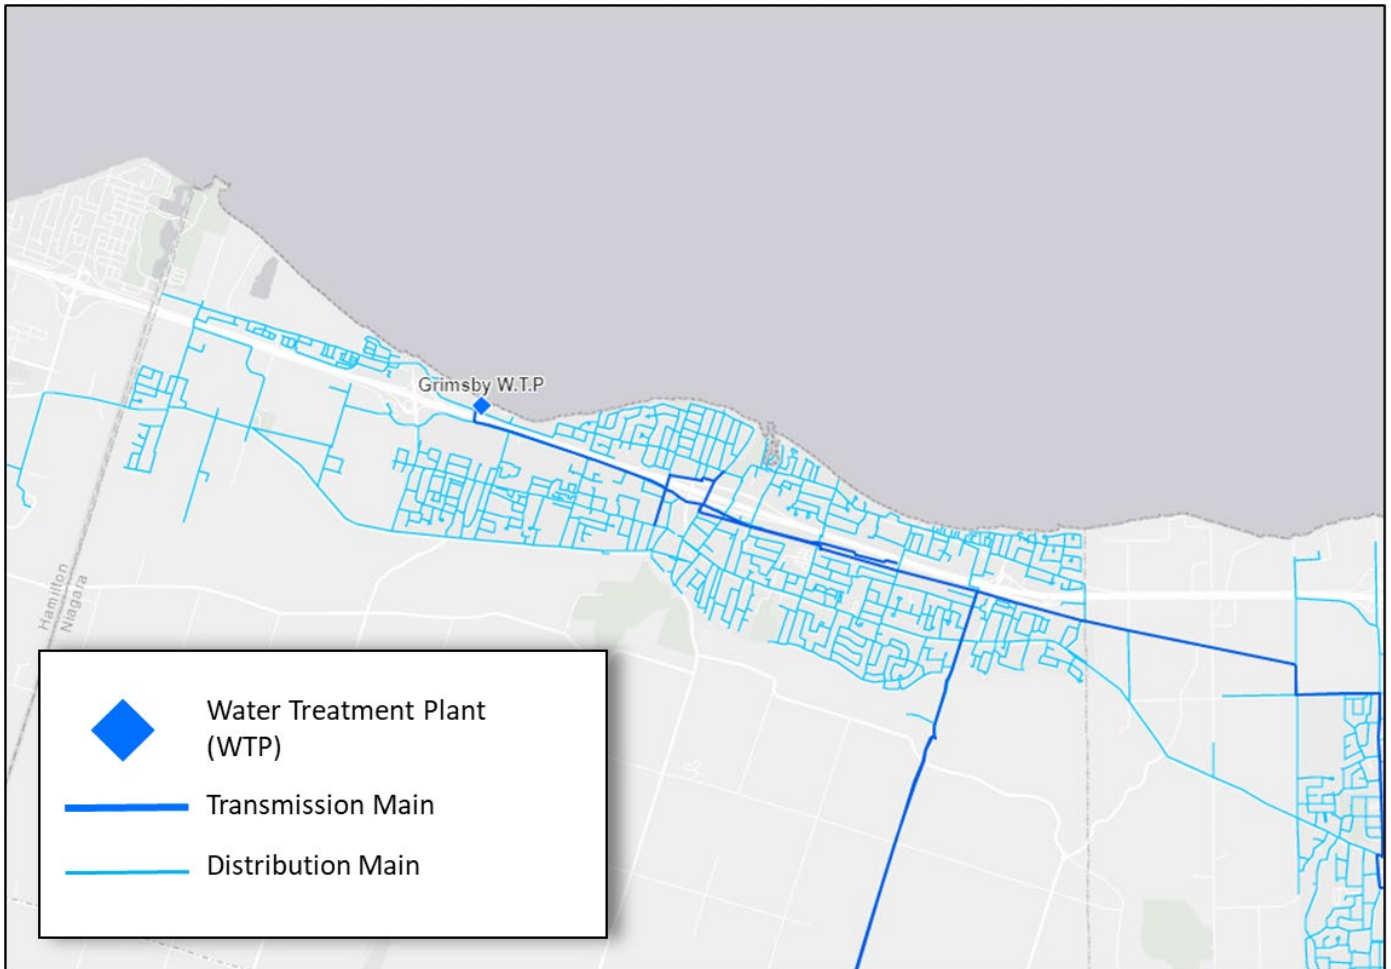 Grimsby W.T.P
Hamilton
Niagara
Water Treatment Plant
(WTP)
Transmission Main
Distribution Main